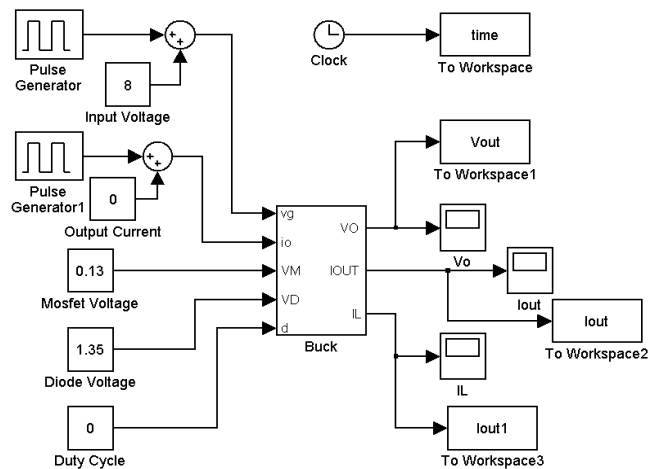 Pulse
Generator
8
Input Voltage
Clock
time
To Workspace
Pulse
Generator1
0
Output Current
0.13
Mosfet Voltage
1.35
Diode Voltage
0
Duty Cycle
vg
io
VM
VD
d
VO
IOUT
IL
Buck
Vout
To Workspace1
Vo
Iout
Iout
To Workspace2
IL
Iout1
To Workspace3